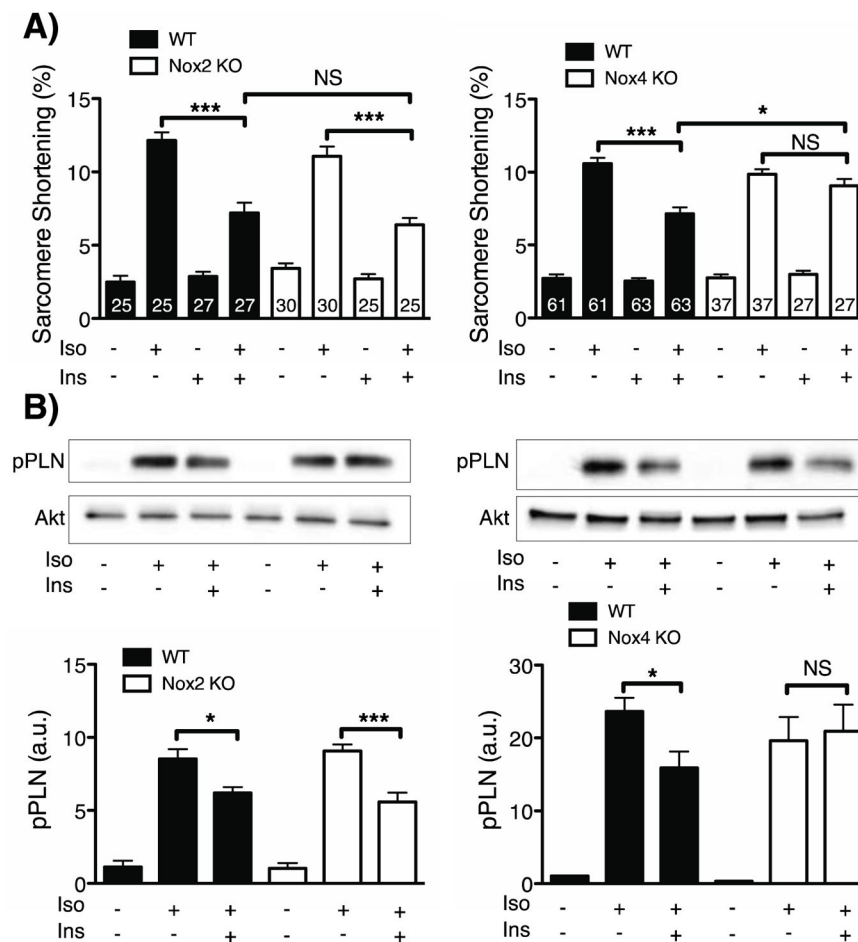 A)
WT
Nox2 KO
Sarcomere Shortening (%)
15
10
5
0
NS
***
***
25 25 27 27 30 30 25 25
Iso - + - + - + - +
Ins - - + + - - + +
WT
Nox4 KO
Sarcomere Shortening (%)
15
10
5
0
*
***
NS
61 61 63 63 37 37 27 27
Iso - + - + - + - +
Ins - - + + - - + +
B)
pPLN
Akt
Iso - + + - + +
Ins - - + - - +
pPLN
Akt
Iso - + + - + +
Ins - - + - - +
WT
Nox2 KO
pPLN (a.u.)
15
10
5
0
*
***
Iso - + + - + +
Ins - - + - - +
WT
Nox4 KO
pPLN (a.u.)
30
20
10
0
*
NS
Iso - + + - + +
Ins - - + - - +